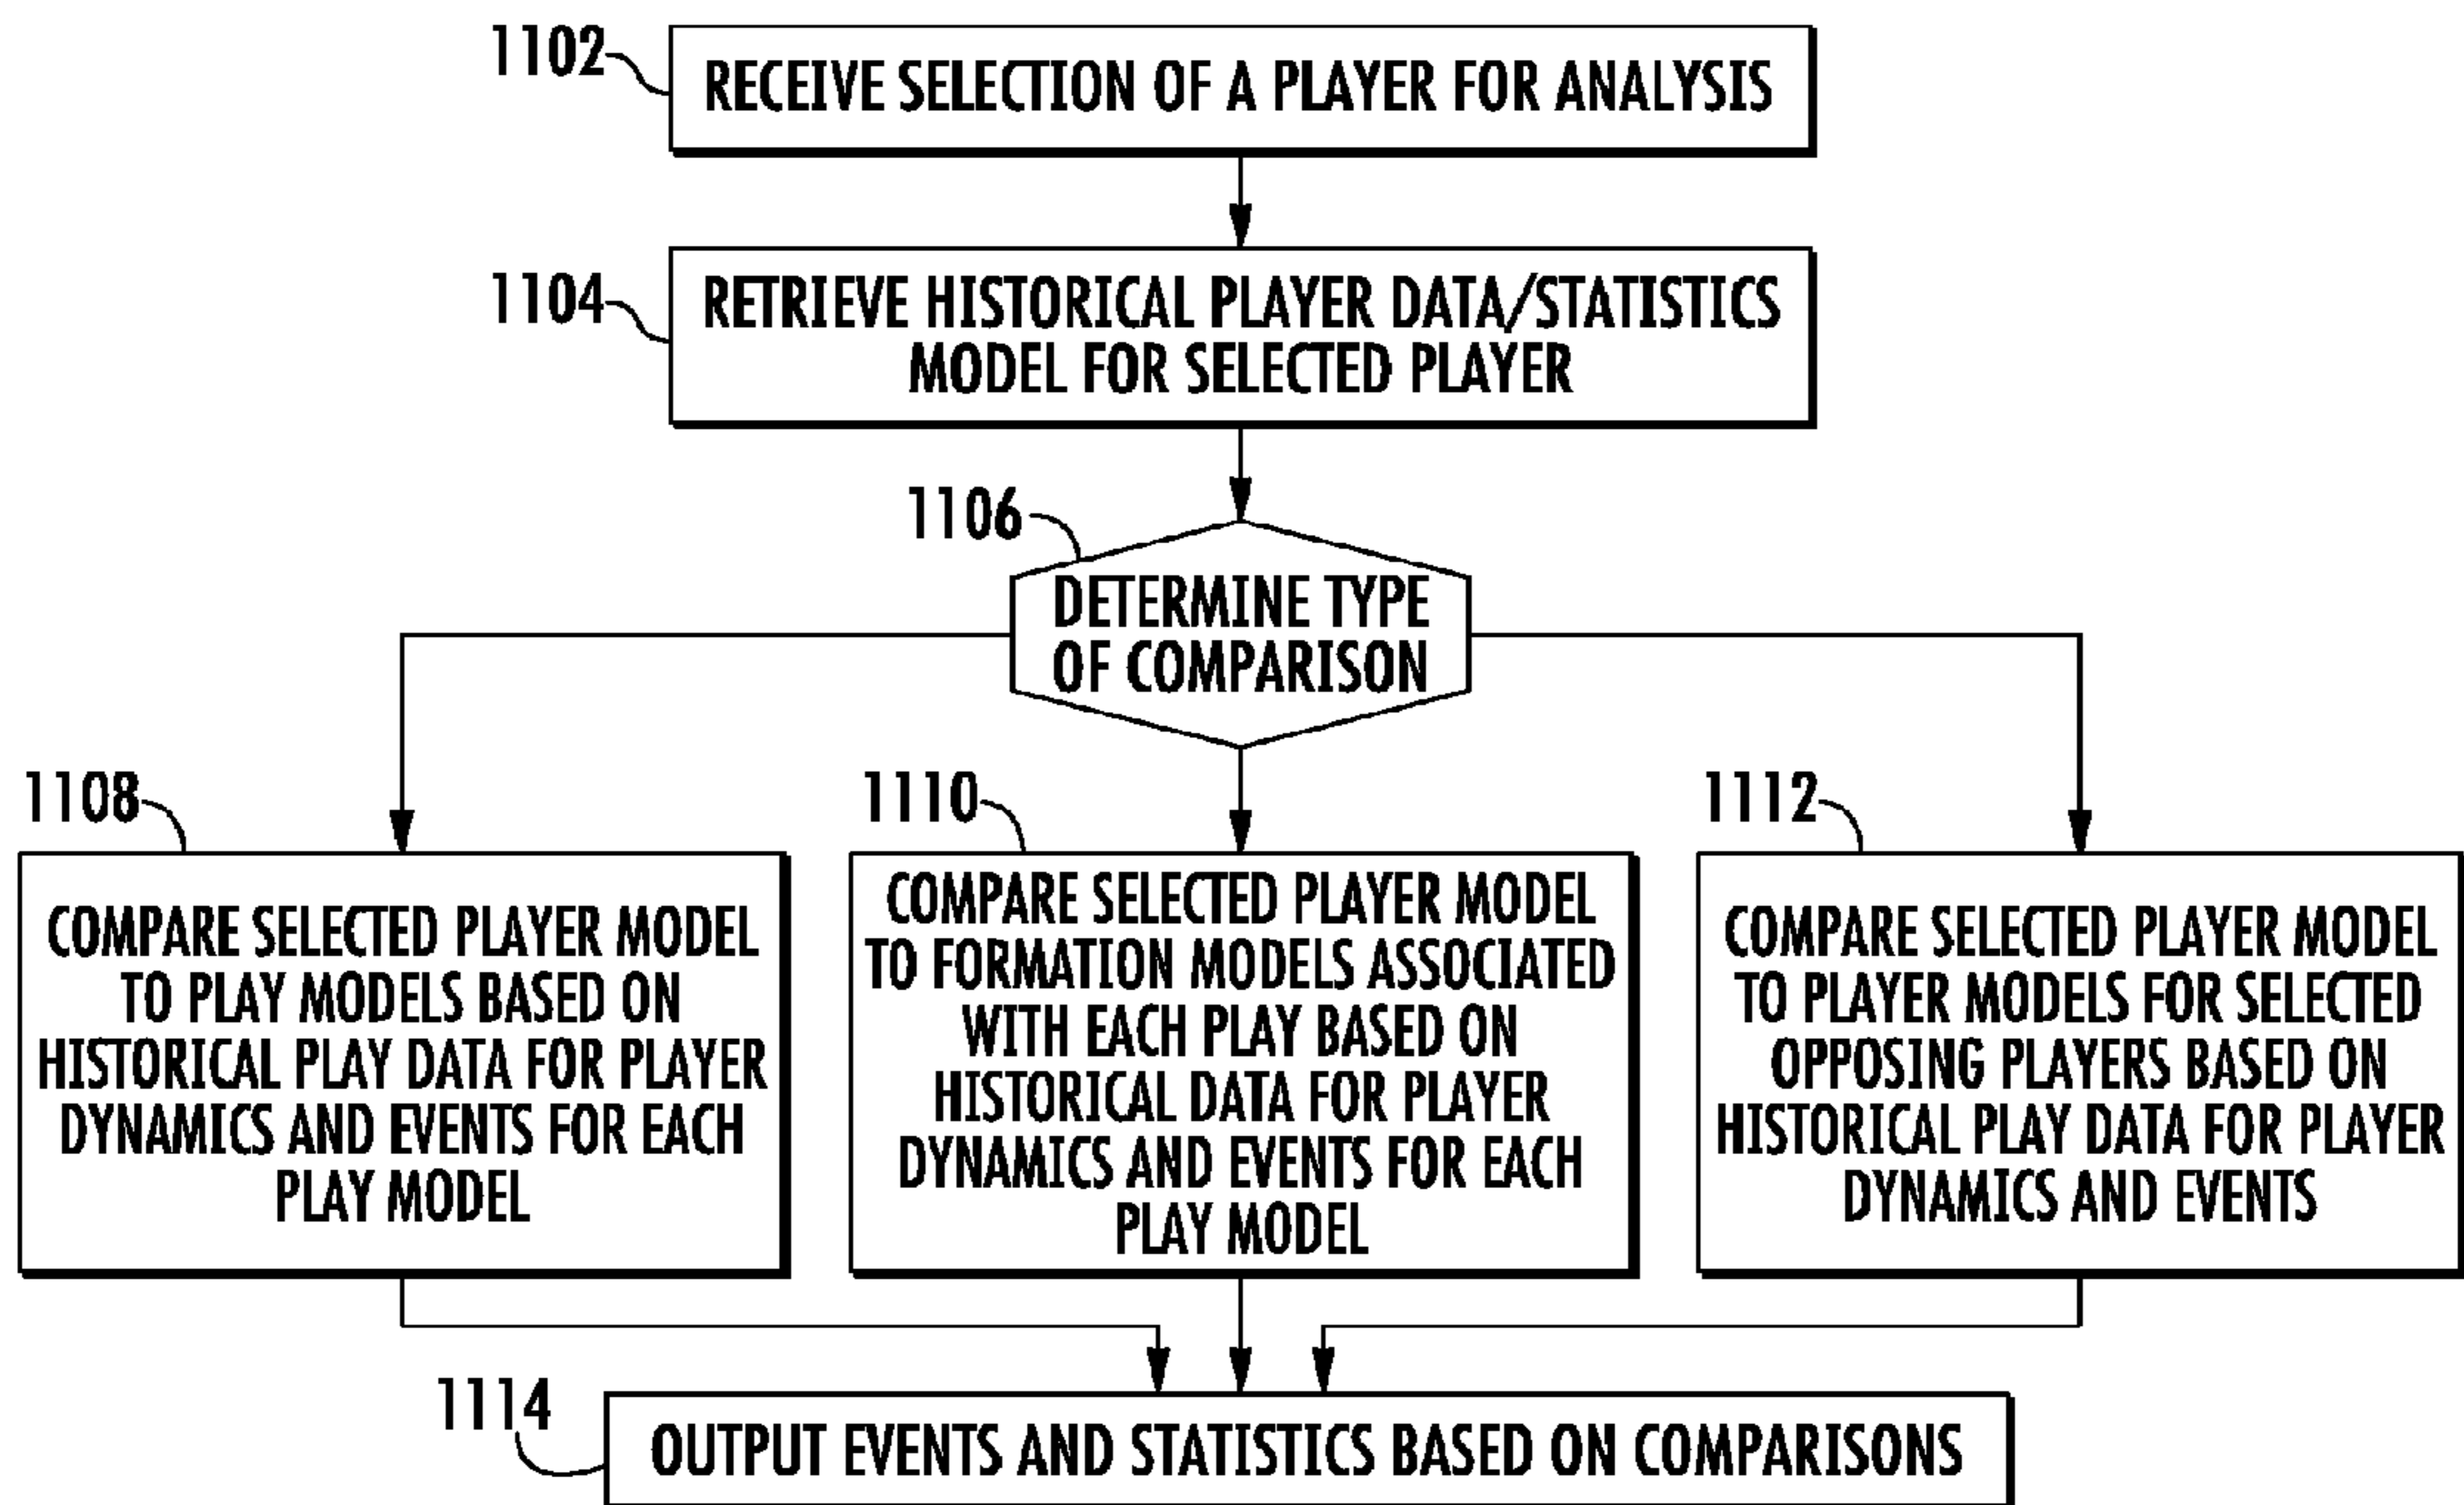 1102
RECEIVE SELECTION OF A PLAYER FOR ANALYSIS
1104
RETRIEVE HISTORICAL PLAYER DATA/STATISTICS
MODEL FOR SELECTED PLAYER
1106
DETERMINE TYPE
OF COMPARISON
1108
COMPARE SELECTED PLAYER MODEL
TO PLAY MODELS BASED ON
HISTORICAL PLAY DATA FOR PLAYER
DYNAMICS AND EVENTS FOR EACH
PLAY MODEL
1110
COMPARE SELECTED PLAYER MODEL
TO FORMATION MODELS ASSOCIATED
WITH EACH PLAY BASED ON
HISTORICAL DATA FOR PLAYER
DYNAMICS AND EVENTS FOR EACH
PLAY MODEL
1112
COMPARE SELECTED PLAYER MODEL
TO PLAYER MODELS FOR SELECTED
OPPOSING PLAYERS BASED ON
HISTORICAL PLAY DATA FOR PLAYER
DYNAMICS AND EVENTS
1114
OUTPUT EVENTS AND STATISTICS BASED ON COMPARISONS